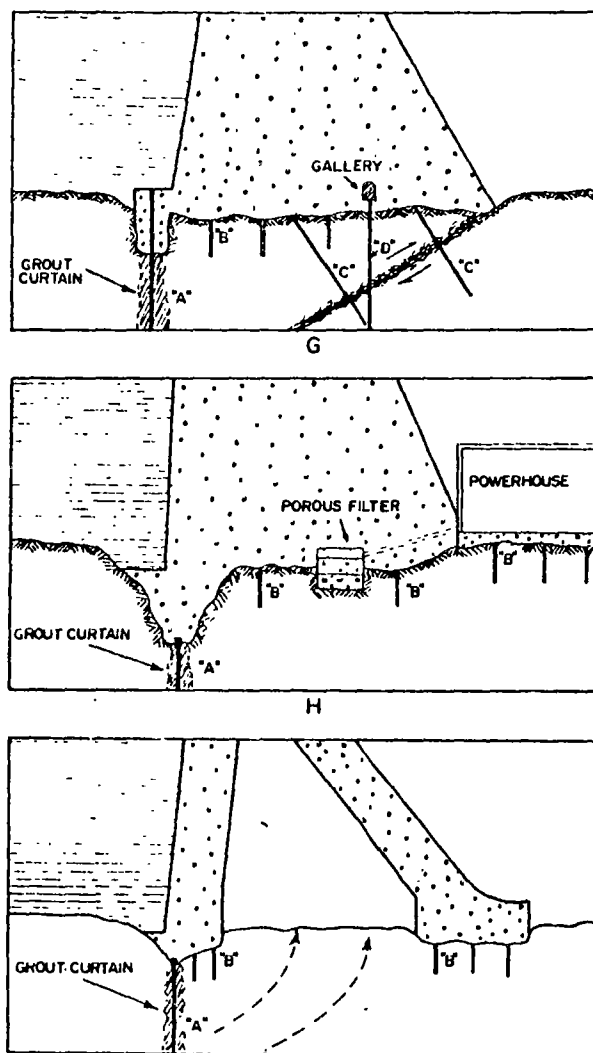 GALLERY
"B"
"D"
"C"
"C"
GROUT
CURTAIN
"A"
G
POROUS FILTER
POWERHOUSE
"B"
"B"
"B"
GROUT CURTAIN
"A"
H
"B"
"B"
GROUT CURTAIN
"A"